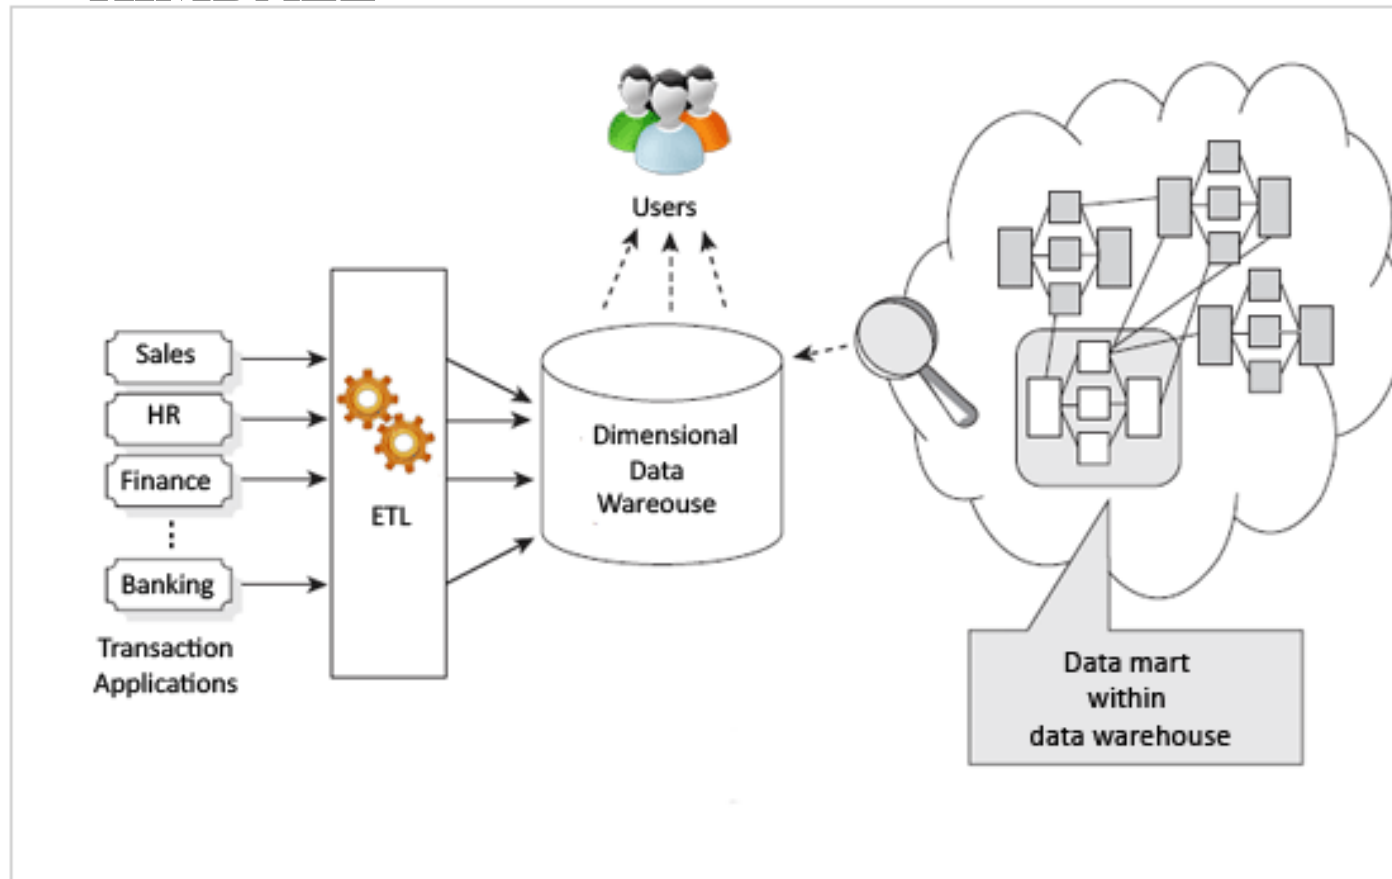 Users
Sales
HR
Finance
Banking
Transaction
Applications
ETL
Dimensional
Data
Wareouse
Data mart
within
data warehouse